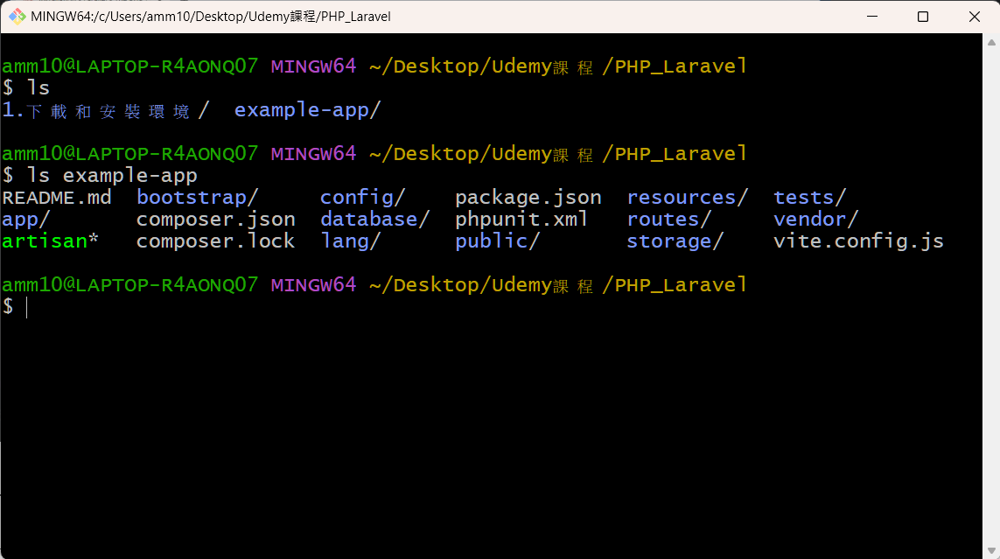 MINGW64:/c/Users/amm10/Desktop/Udemy課程/PHP_Laravel
amm10@LAPTOP-R4AONQ07 MINGW64 ~/Desktop/Udemy課程/PHP_Laravel
$ ls
1.下載和安裝環境/  example-app/
amm10@LAPTOP-R4AONQ07 MINGW64 ~/Desktop/Udemy課程/PHP_Laravel
$ ls example-app
README.md  bootstrap/     config/    package.json  resources/  tests/
app/       composer.json  database/  phpunit.xml   routes/     vendor/
artisan*   composer.lock  lang/      public/       storage/    vite.config.js
amm10@LAPTOP-R4AONQ07 MINGW64 ~/Desktop/Udemy課程/PHP_Laravel
$